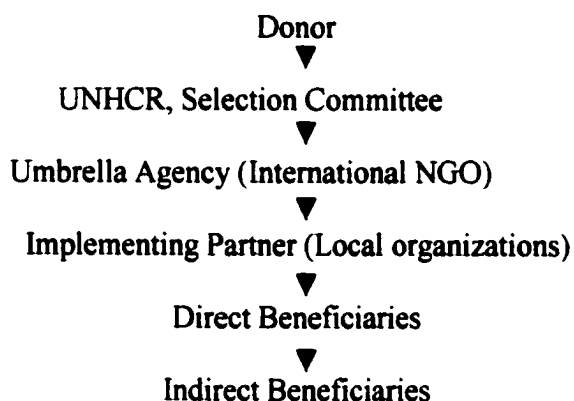 Donor
UNHCR, Selection Committee
Umbrella Agency (International NGO)
Implementing Partner (Local organizations)
Direct Beneficiaries
Indirect Beneficiaries